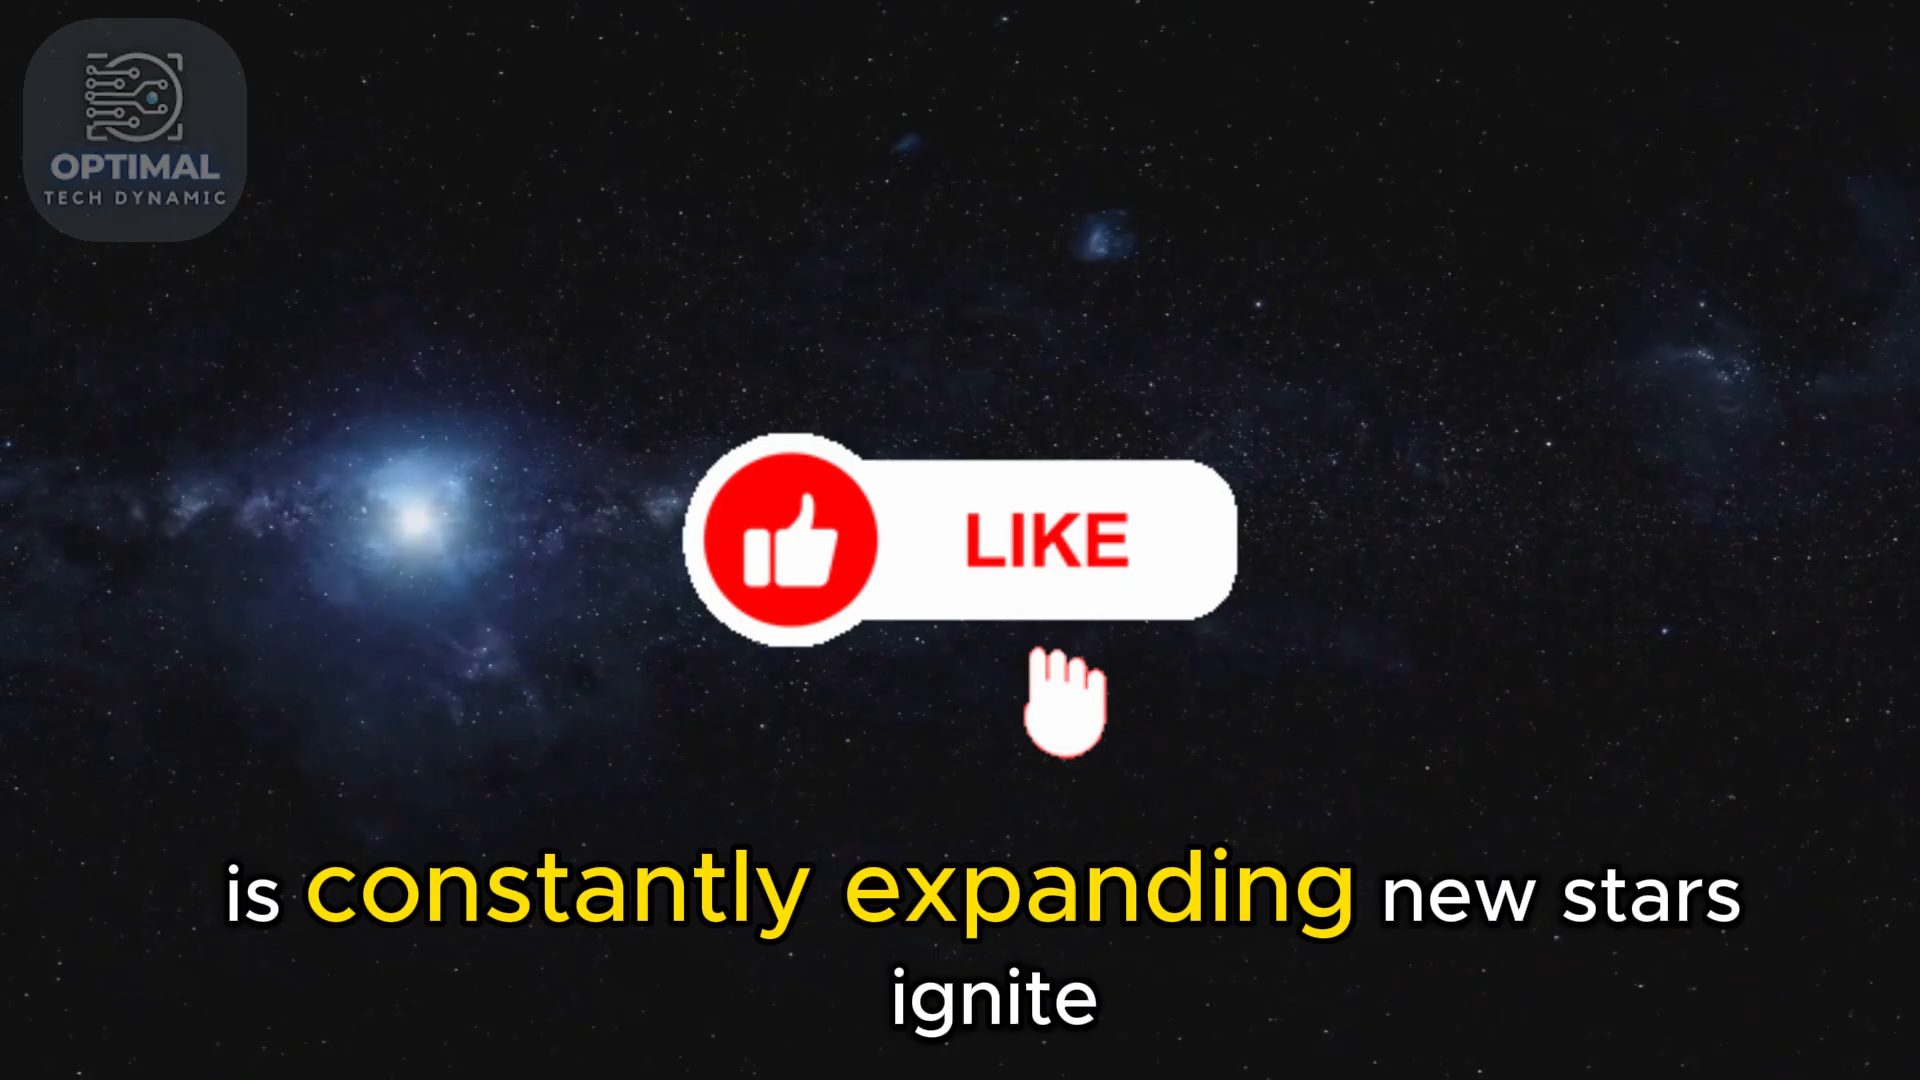 OPTIMAL
TECH DYNAMIC
LIKE
is constantly expanding new stars
ignite